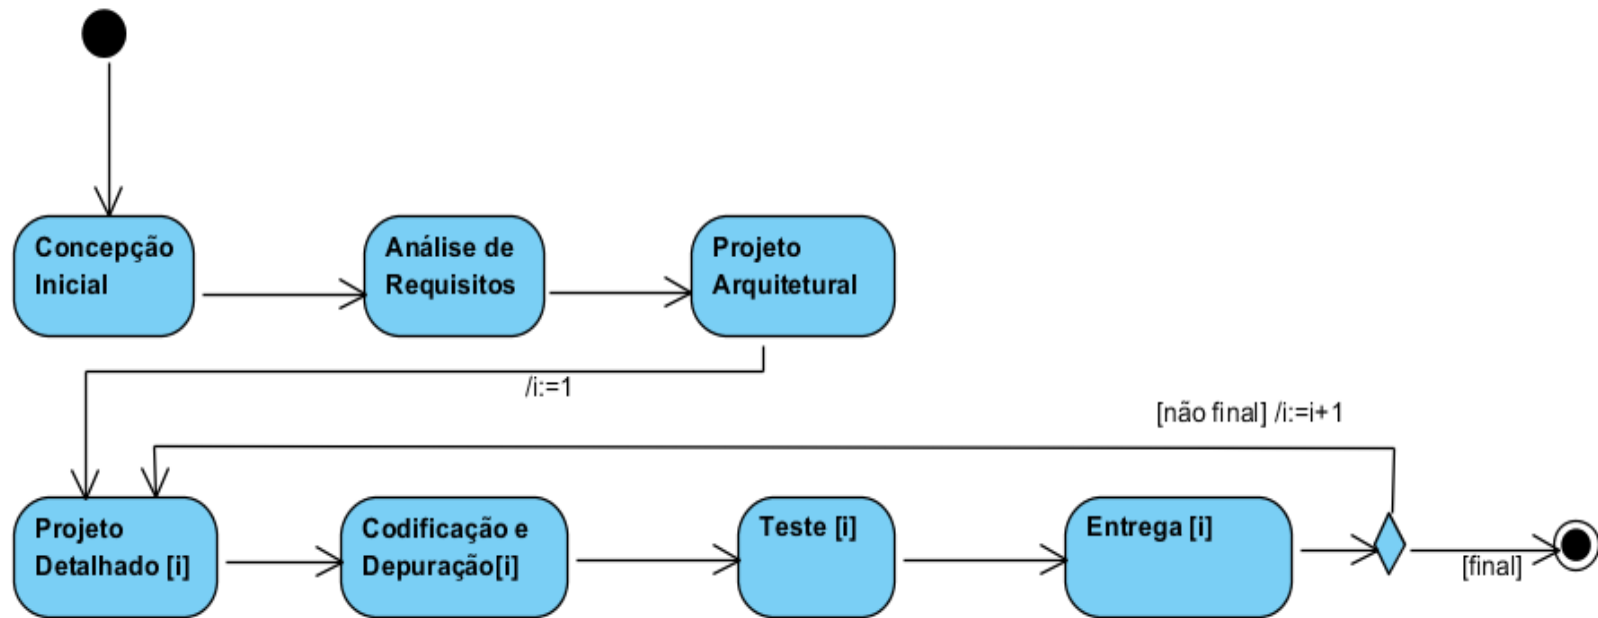 Concepção
Inicial
Análise de
Requisitos
Projeto
Arquitetural
/i:=1
[não final] /i:=i+1
Projeto
Detalhado [i]
Codificação e
Depuração[i]
Teste [i]
Entrega [i]
[final]